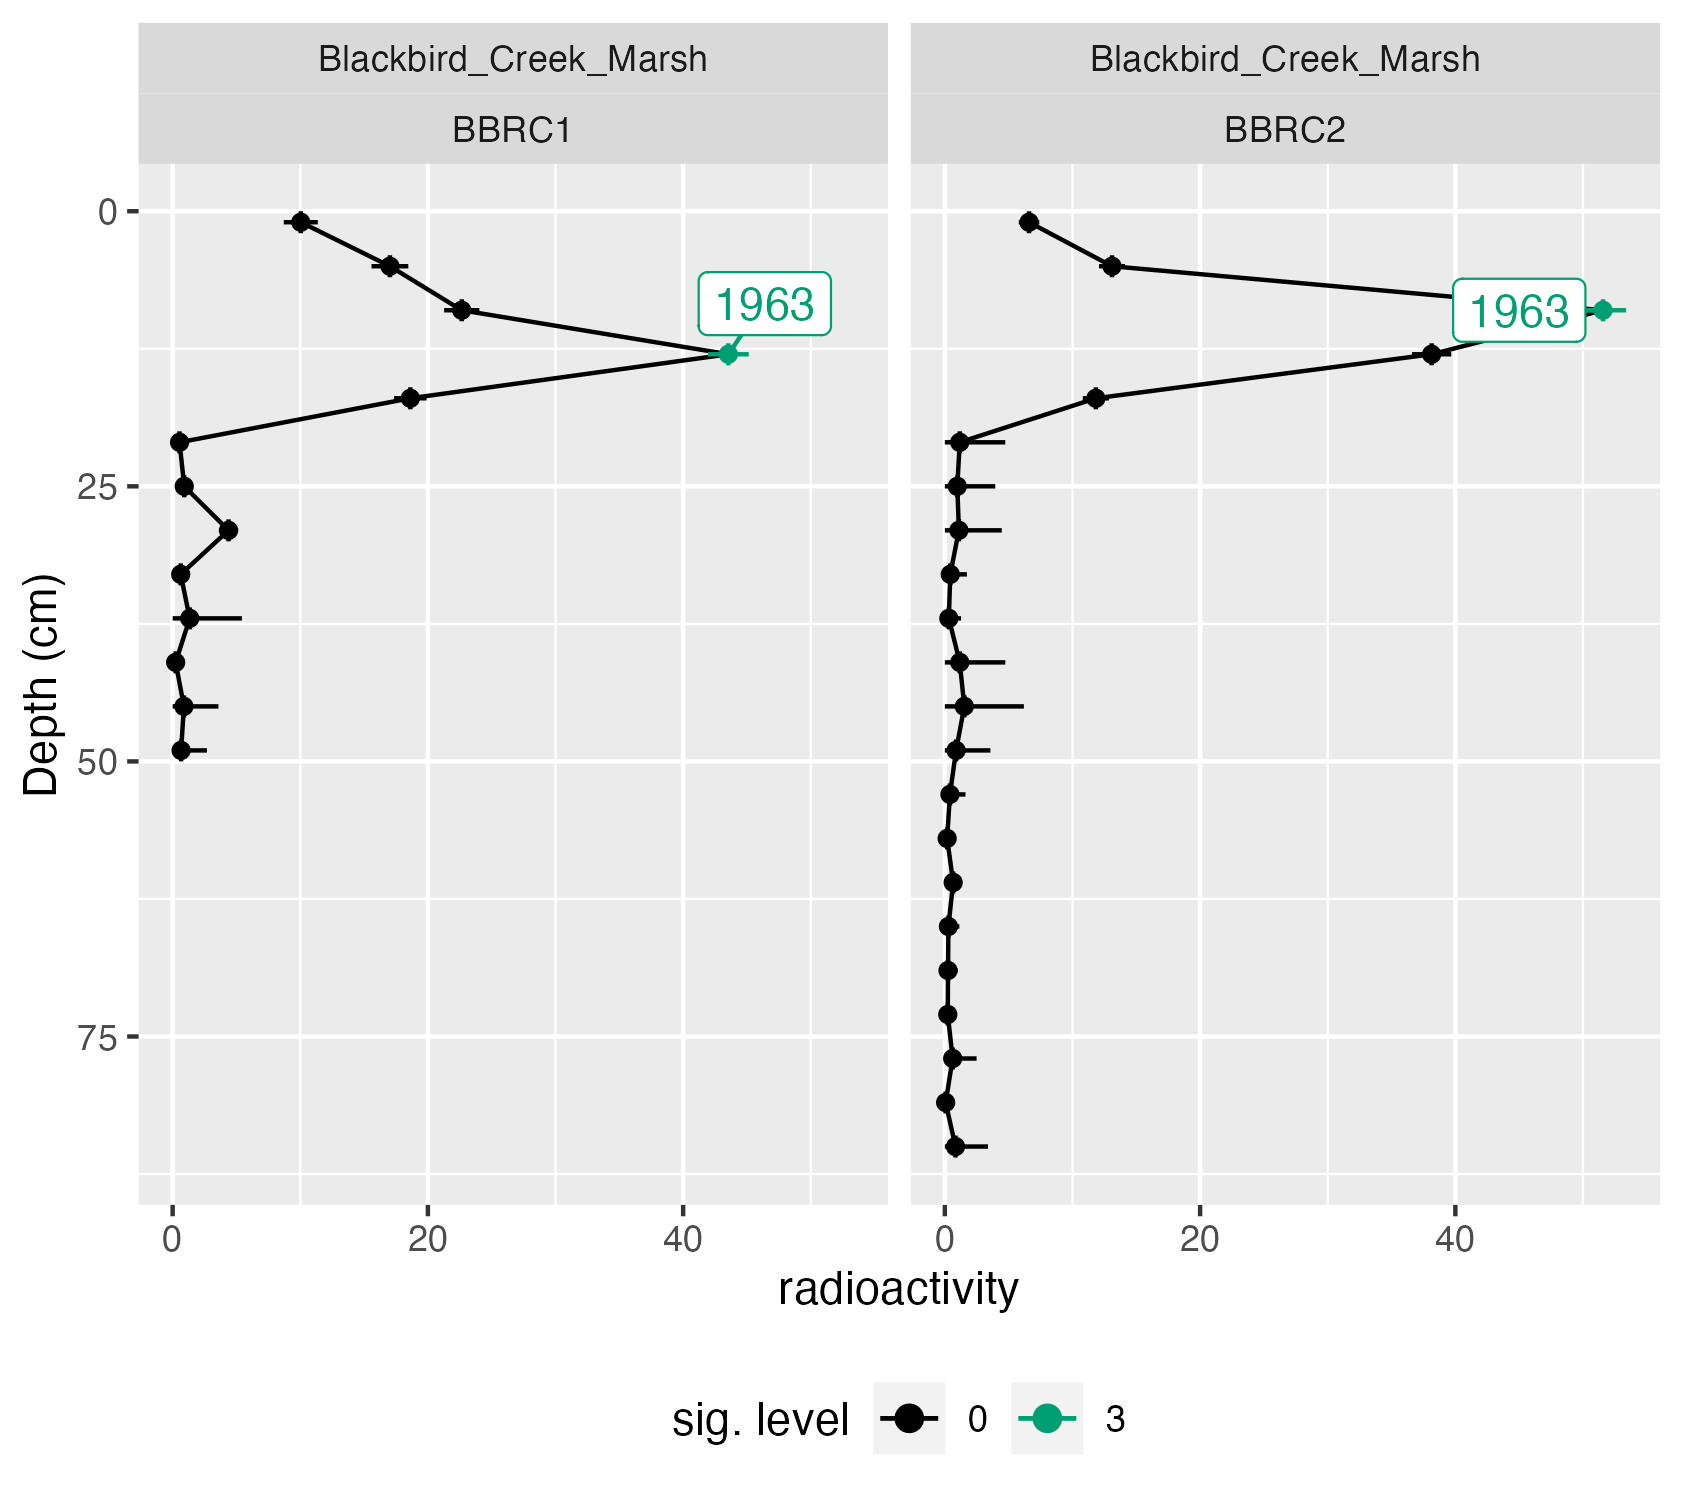 Blackbird_Creek_Marsh
Blackbird_Creek_Marsh
BBRC1
BBRC2
0
25
50
75
Depth (cm)
1963
1963
0
20
40
0
20
40
radioactivity
sig. level
0
3